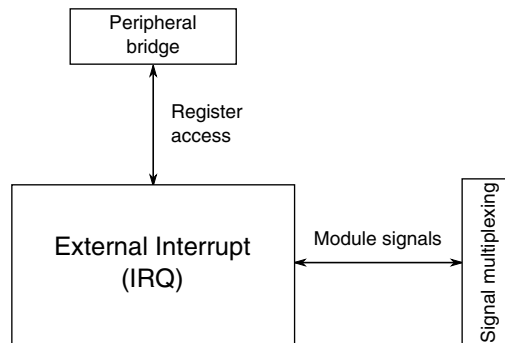 Peripheral
bridge
Register
access
External Interrupt
(IRQ)
Module signals
Signal multiplexing